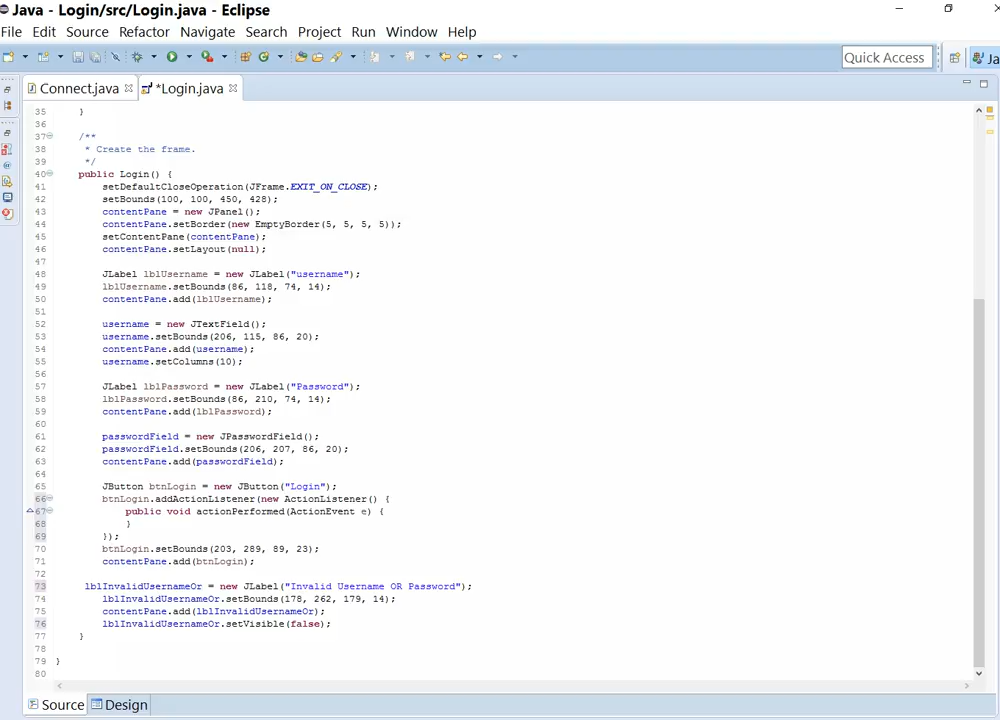 Java - Login/src/Login.java - Eclipse
File Edit Source Refactor Navigate Search Project Run Window Help
Quick Access
Ja
Connect.java *Login.java
35 }
36
37 /**
38 * Create the frame.
39 */
40 public Login() {
41 setDefaultCloseOperation(JFrame.EXIT_ON_CLOSE);
42 setBounds(100, 100, 450, 428);
43 contentPane = new JPanel();
44 contentPane.setBorder(new EmptyBorder(5, 5, 5, 5));
45 setContentPane(contentPane);
46 contentPane.setLayout(null);
47
48 JLabel lblUsername = new JLabel("username");
49 lblUsername.setBounds(86, 118, 74, 14);
50 contentPane.add(lblUsername);
51
52 username = new JTextField();
53 username.setBounds(206, 115, 86, 20);
54 contentPane.add(username);
55 username.setColumns(10);
56
57 JLabel lblPassword = new JLabel("Password");
58 lblPassword.setBounds(86, 210, 74, 14);
59 contentPane.add(lblPassword);
60
61 passwordField = new JPasswordField();
62 passwordField.setBounds(206, 207, 86, 20);
63 contentPane.add(passwordField);
64
65 JButton btnLogin = new JButton("Login");
66 btnLogin.addActionListener(new ActionListener() {
67 public void actionPerformed(ActionEvent e) {
68 }
69 });
70 btnLogin.setBounds(203, 289, 89, 23);
71 contentPane.add(btnLogin);
72
73 lblInvalidUsernameOr = new JLabel("Invalid Username OR Password");
74 lblInvalidUsernameOr.setBounds(178, 262, 179, 14);
75 contentPane.add(lblInvalidUsernameOr);
76 lblInvalidUsernameOr.setVisible(false);
77 }
78
79 }
80
Source Design